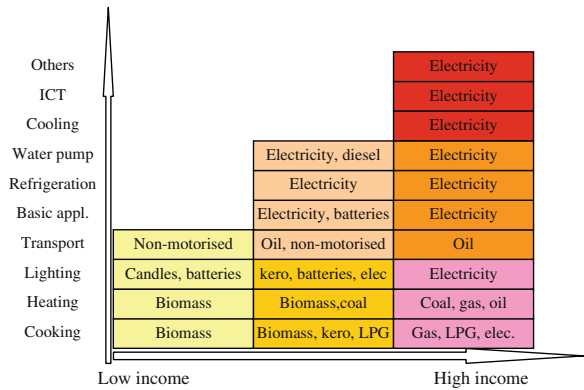 Others Electricity
ICT Electricity
Cooling Electricity
Water pump Electricity, diesel Electricity
Refrigeration Electricity Electricity
Basic appl. Electricity, batteries Electricity
Transport Non-motorised Oil, non-motorised Oil
Lighting Candles, batteries kero, batteries, elec Electricity
Heating Biomass Biomass,coal Coal, gas, oil
Cooking Biomass Biomass, kero, LPG Gas, LPG, elec.
Low income High income